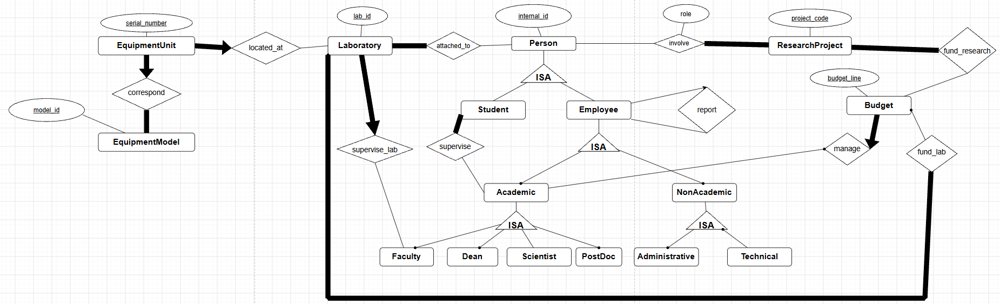 serial_number
lab_id
internal_id
role
project_code
EquipmentUnit
located_at
Laboratory
attached_to
Person
involve
ResearchProject
fund_research
ISA
budget_line
correspond
model_id
Student
Employee
report
Budget
EquipmentModel
supervise_lab
supervise
ISA
manage
fund_lab
Academic
NonAcademic
ISA
ISA
Faculty
Dean
Scientist
PostDoc
Administrative
Technical